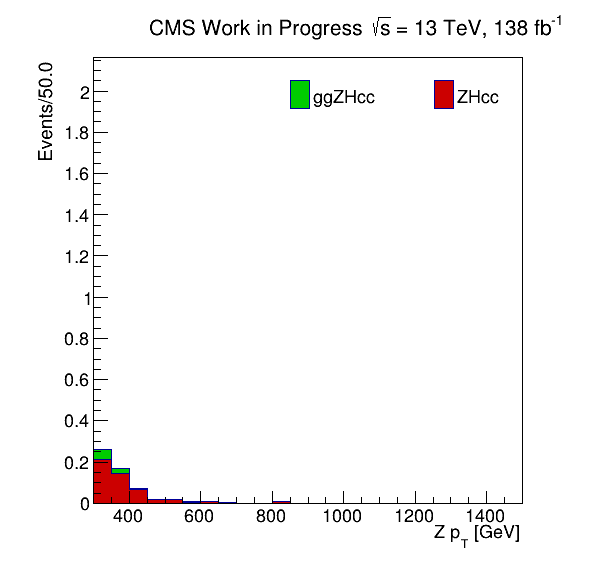 CMS Work in Progress √s = 13 TeV, 138 fb-1
Events/50.0
ggZHcc
ZHcc
2
1.8
1.6
1.4
1.2
1
0.8
0.6
0.4
0.2
0
400 600 800 1000 1200 1400
Z pT [GeV]